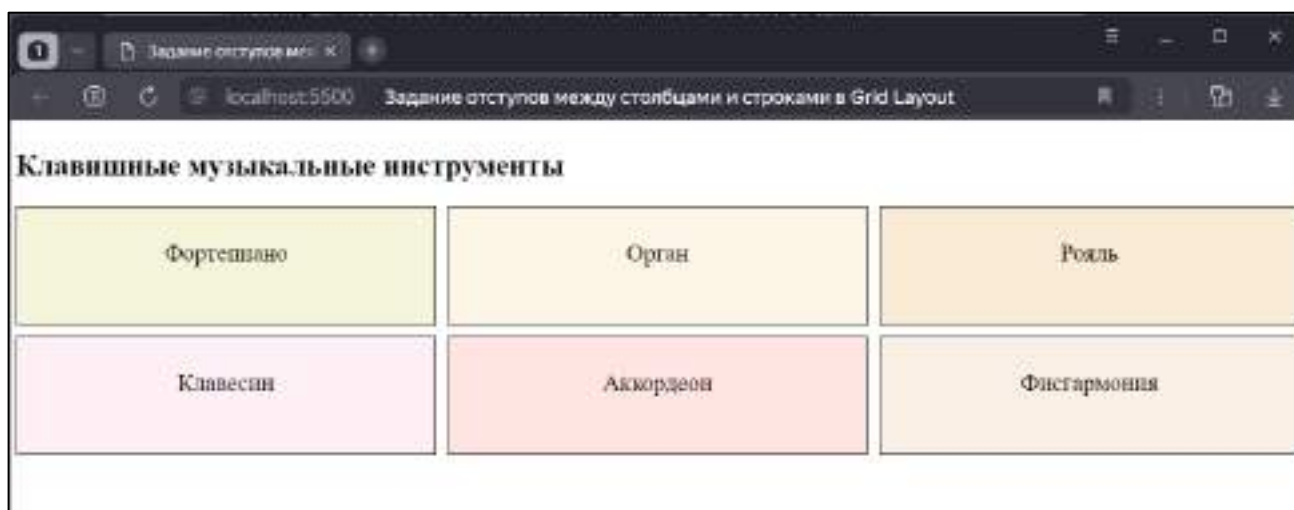 Задание отступов меж
localhost:5500 Задание отступов между столбцами и строками в Grid Layout
Клавишные музыкальные инструменты
Фортепиано Орган Рояль
Клавесин Аккордеон Фисгармония